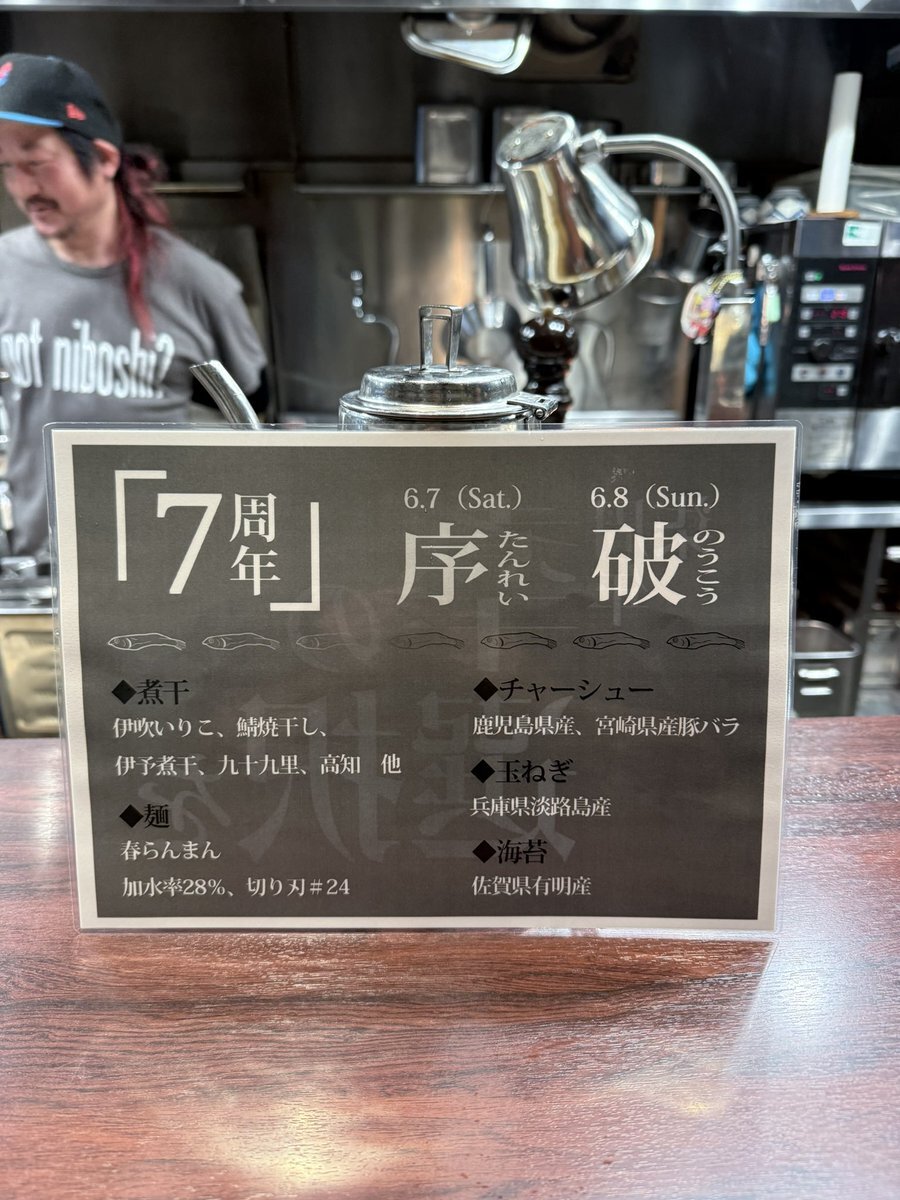 got niboshi?
「7周年」
6.7（Sat.）
序 たんれい
6.8（Sun.）
破 のうこう
◆煮干
伊吹いりこ、鯖焼干し、
伊予煮干、九十九里、高知　他
◆麺
春らんまん
加水率28%、切り刃＃24
◆チャーシュー
鹿児島県産、宮崎県産豚バラ
◆玉ねぎ
兵庫県淡路島産
◆海苔
佐賀県有明産